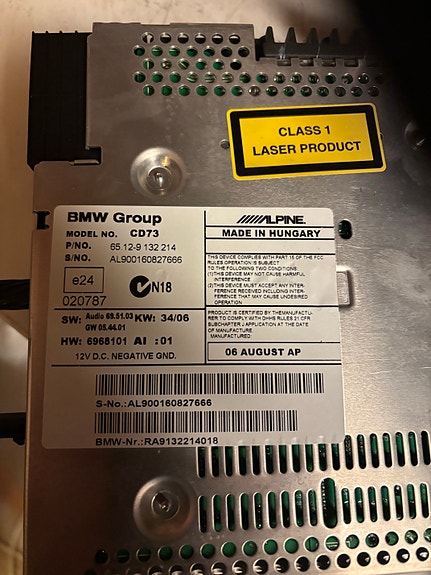 CLASS 1
LASER PRODUCT
BMW Group
MODEL NO. CD73
P/NO. 65.12-9 132 214
S/NO. AL900160827666
e24
020787
N18
SW: Audio 69.51.03 KW: 34/06
GW 05.44.01
HW: 6968101 AI :01
12V D.C. NEGATIVE GND.
ALPINE.
MADE IN HUNGARY
THIS DEVICE COMPLIES WITH PART 15 OF THE FCC
RULES OPERATION IS SUBJECT
TO THE FOLLOWING TWO CONDITIONS:
(1)THIS DEVICE MAY NOT CAUSE HARMFUL
INTERFERENCE
(2)THIS DEVICE MUST ACCEPT ANY INTER-
FERENCE RECEIVED INCLUDING INTER-
FERENCE THAT MAY CAUSE UNDESIRED
OPERATION
PRODUCT IS CERTIFIED BY THEMANUFACTU-
RER TO COMPLY WITH DHHS RULES 21 CFR
SUBCHAPTER J APPLICATION AT THE DATE
OF MANUFACTURE.
MANUFACTURED:
06 AUGUST AP
S-No.:AL900160827666
BMW-Nr.:RA9132214018